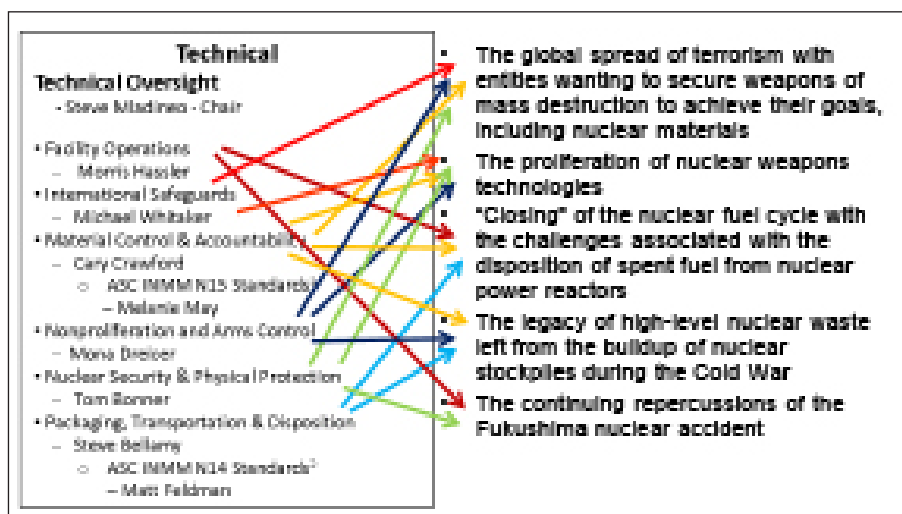 Technical
Technical Oversight
- Steve Mladineo - Chair
• Facility Operations
– Morris Hassler
• International Safeguards
– Michael Whitaker
• Material Control & Accountability
– Cary Crawford
○ ASC INMM N15 Standards
– Melanie May
• Nonproliferation and Arms Control
– Mona Dreicer
• Nuclear Security & Physical Protection
– Tom Bonner
• Packaging, Transportation & Disposition
– Steve Bellamy
○ ASC INMM N14 Standards
– Matt Feldman
• The global spread of terrorism with
entities wanting to secure weapons of
mass destruction to achieve their goals,
including nuclear materials
• The proliferation of nuclear weapons
technologies
• "Closing" of the nuclear fuel cycle with
the challenges associated with the
disposition of spent fuel from nuclear
power reactors
• The legacy of high-level nuclear waste
left from the buildup of nuclear
stockpiles during the Cold War
• The continuing repercussions of the
Fukushima nuclear accident